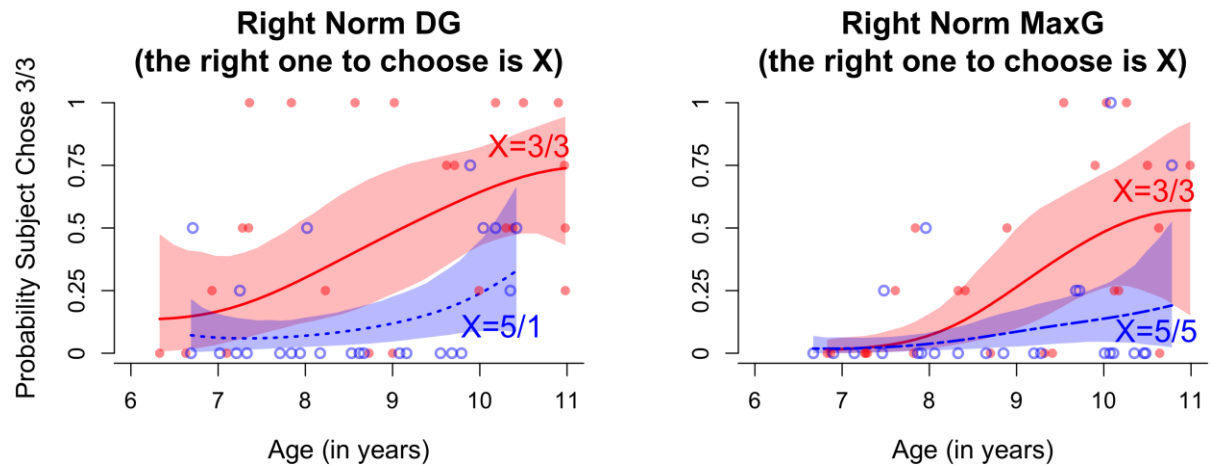 Right Norm DG
(the right one to choose is X)
Probability Subject Chose 3/3
1
0.75
0.5
0.25
0
X=3/3
X=5/1
6 7 8 9 10 11
Age (in years)
Right Norm MaxG
(the right one to choose is X)
1
0.75
0.5
0.25
0
X=3/3
X=5/5
6 7 8 9 10 11
Age (in years)